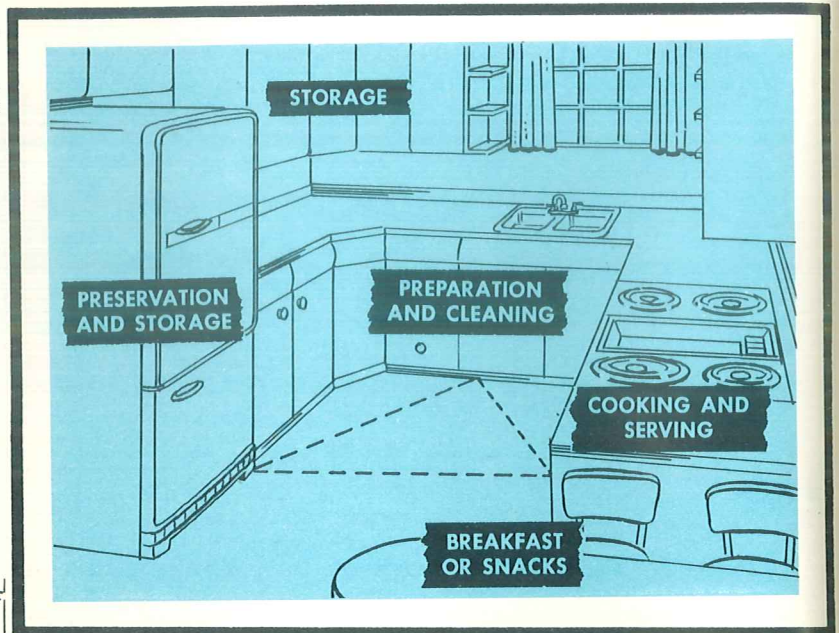 STORAGE
PRESERVATION
AND STORAGE
PREPARATION
AND CLEANING
COOKING AND
SERVING
BREAKFAST
OR SNACKS